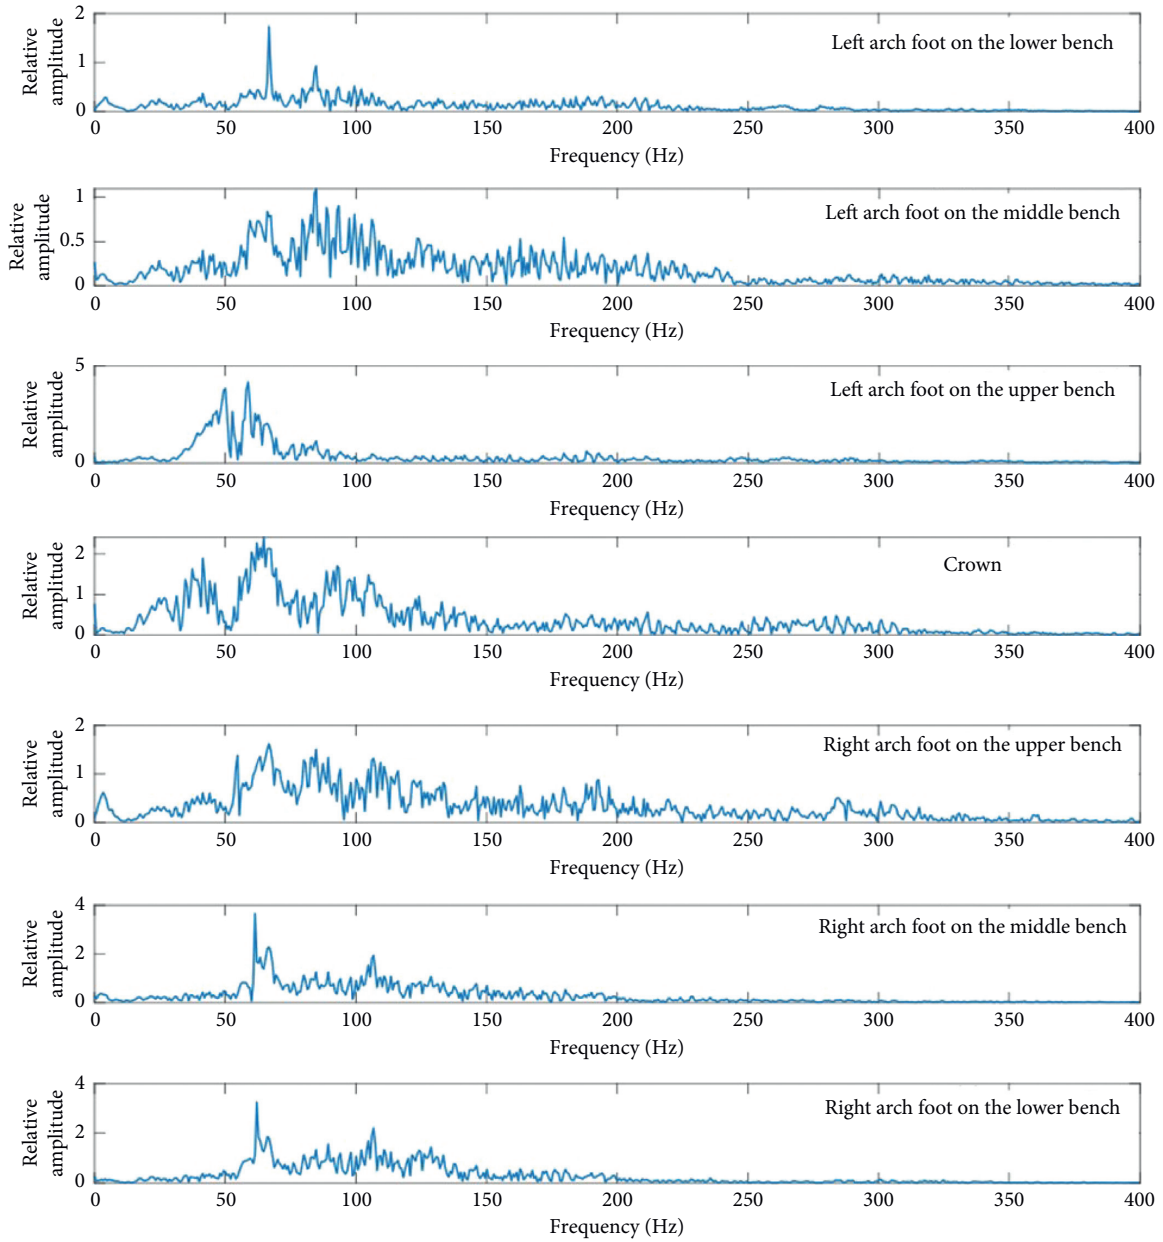 Relative
amplitude
2
1
0
Left arch foot on the lower bench
0 50 100 150 200 250 300 350 400
Frequency (Hz)
Relative
amplitude
1
0.5
0
Left arch foot on the middle bench
0 50 100 150 200 250 300 350 400
Frequency (Hz)
Relative
amplitude
5
0
Left arch foot on the upper bench
0 50 100 150 200 250 300 350 400
Frequency (Hz)
Relative
amplitude
2
1
0
Crown
0 50 100 150 200 250 300 350 400
Frequency (Hz)
Relative
amplitude
2
1
0
Right arch foot on the upper bench
0 50 100 150 200 250 300 350 400
Frequency (Hz)
Relative
amplitude
4
2
0
Right arch foot on the middle bench
0 50 100 150 200 250 300 350 400
Frequency (Hz)
Relative
amplitude
4
2
0
Right arch foot on the lower bench
0 50 100 150 200 250 300 350 400
Frequency (Hz)